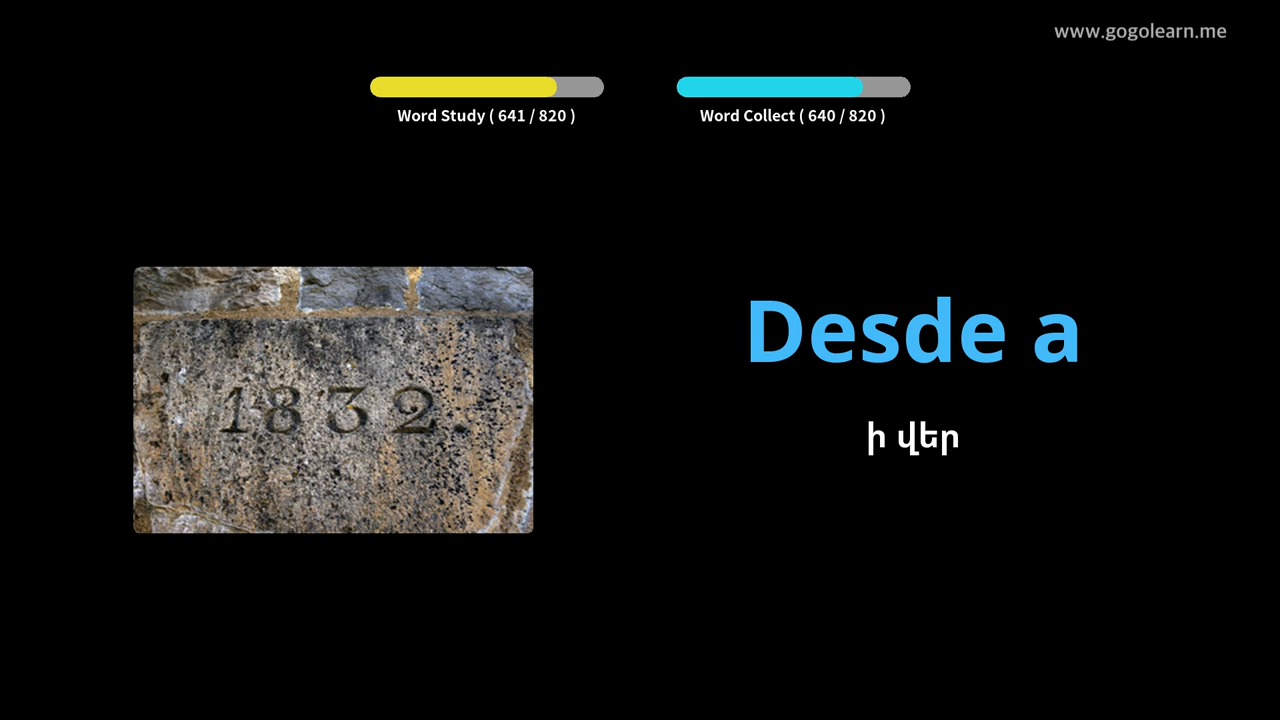 www.gogolearn.me
Word Study ( 641 / 820 )
Word Collect ( 640 / 820 )
1832.
Desde a
ի վեր